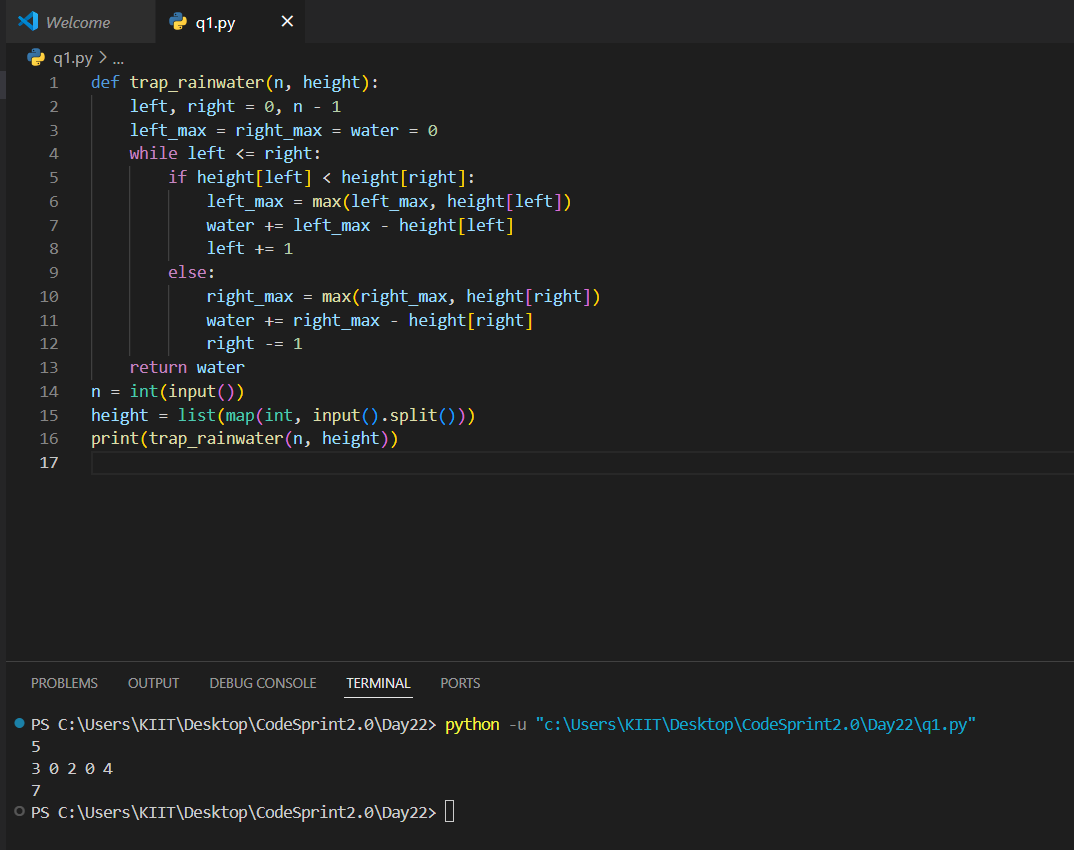 Welcome
q1.py ×
q1.py > ...
1 def trap_rainwater(n, height):
2     left, right = 0, n - 1
3     left_max = right_max = water = 0
4     while left <= right:
5         if height[left] < height[right]:
6             left_max = max(left_max, height[left])
7             water += left_max - height[left]
8             left += 1
9         else:
10             right_max = max(right_max, height[right])
11             water += right_max - height[right]
12             right -= 1
13     return water
14 n = int(input())
15 height = list(map(int, input().split()))
16 print(trap_rainwater(n, height))
17
PROBLEMS OUTPUT DEBUG CONSOLE TERMINAL PORTS
PS C:\Users\KIIT\Desktop\CodeSprint2.0\Day22> python -u "c:\Users\KIIT\Desktop\CodeSprint2.0\Day22\q1.py"
5
3 0 2 0 4
7
PS C:\Users\KIIT\Desktop\CodeSprint2.0\Day22>